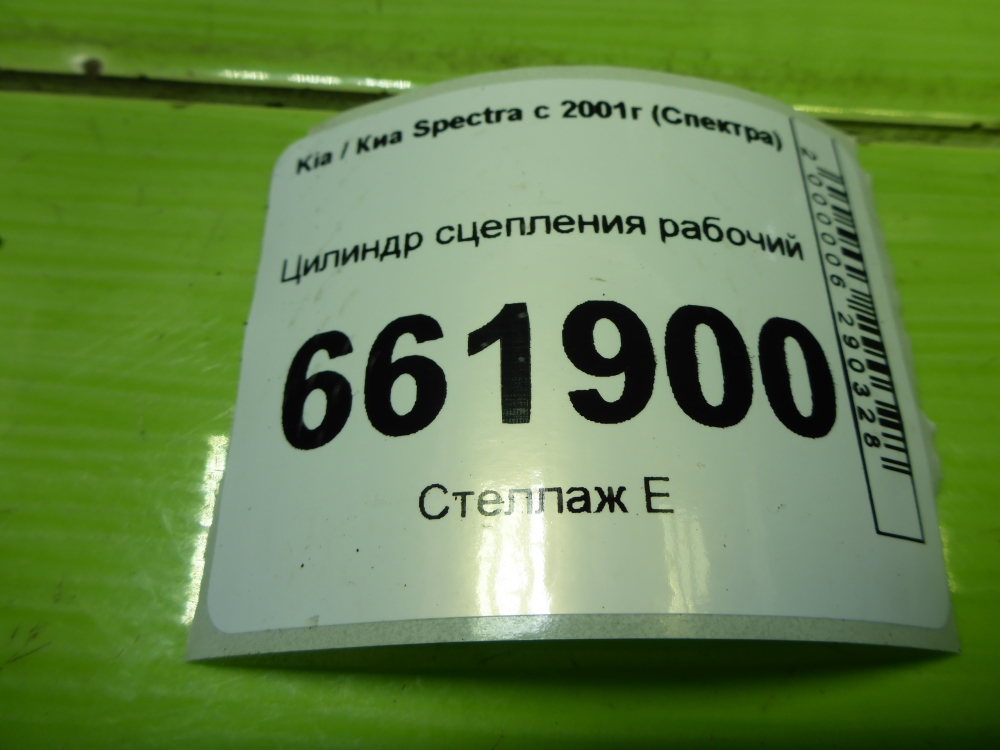 Kia / Киа Spectra с 2001г (Спектра)
Цилиндр сцепления рабочий
661900
Стеллаж Е
2000006290328